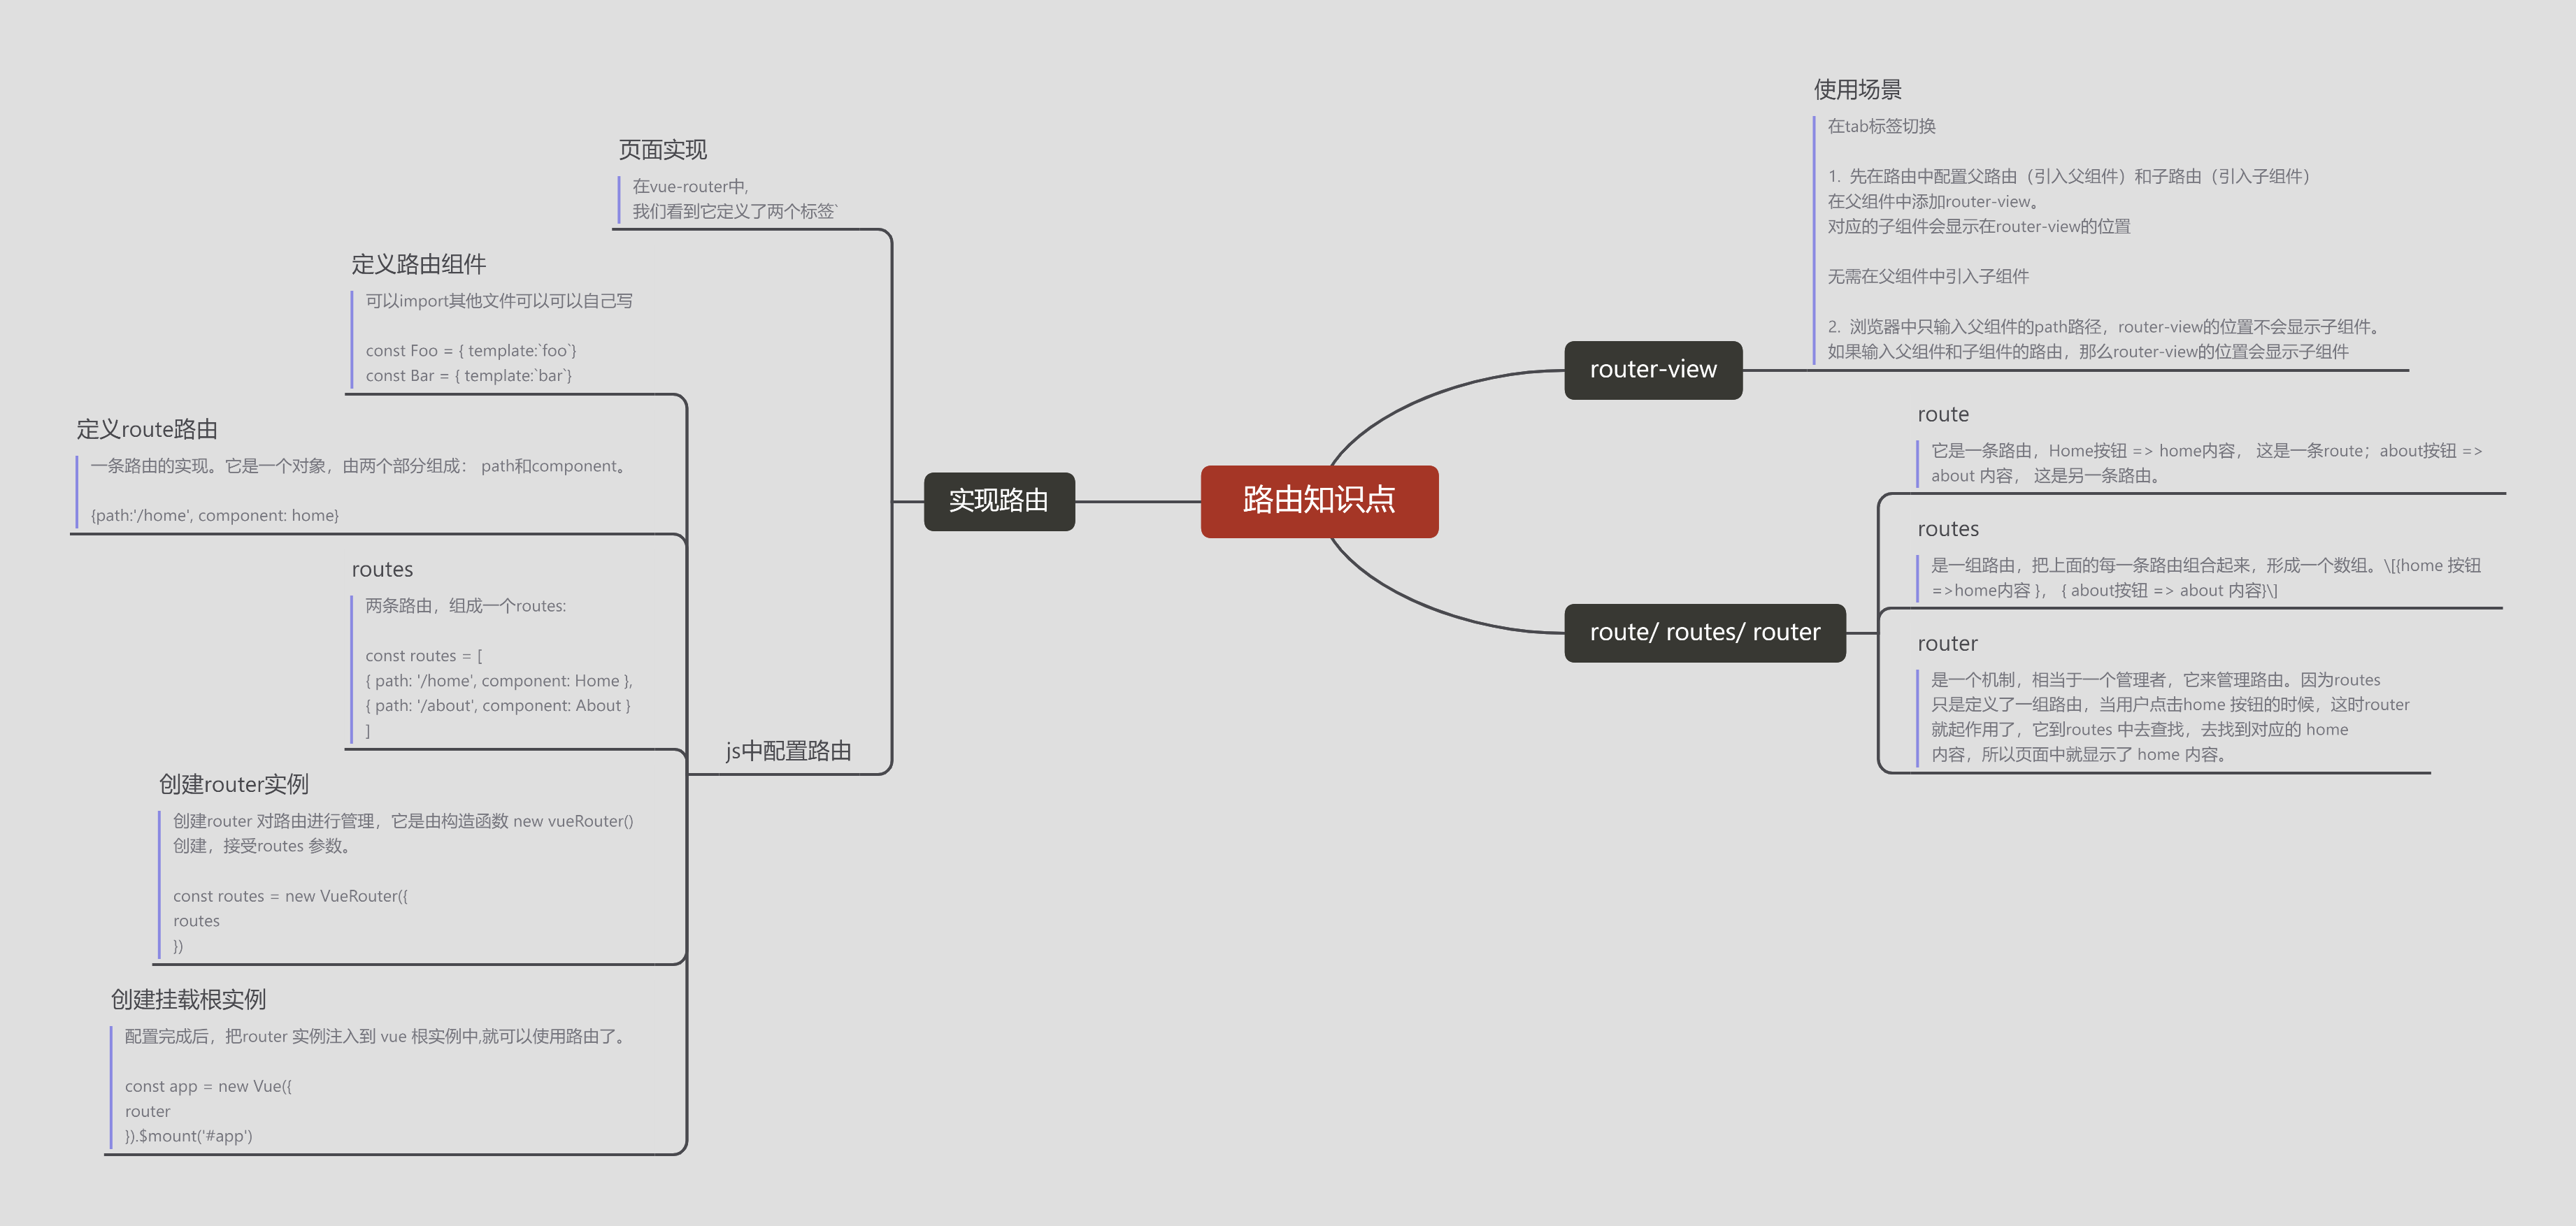 路由知识点
router-view
使用场景
在tab标签切换
1. 先在路由中配置父路由（引入父组件）和子路由（引入子组件）
在父组件中添加router-view。
对应的子组件会显示在router-view的位置
无需在父组件中引入子组件
2. 浏览器中只输入父组件的path路径，router-view的位置不会显示子组件。
如果输入父组件和子组件的路由，那么router-view的位置会显示子组件
route/ routes/ router
route
它是一条路由，Home按钮 => home内容， 这是一条route；about按钮 =>
about 内容， 这是另一条路由。
routes
是一组路由，把上面的每一条路由组合起来，形成一个数组。\[{home 按钮
=>home内容 }， { about按钮 => about 内容}\]
router
是一个机制，相当于一个管理者，它来管理路由。因为routes
只是定义了一组路由，当用户点击home 按钮的时候，这时router
就起作用了，它到routes 中去查找，去找到对应的 home
内容，所以页面中就显示了 home 内容。
实现路由
页面实现
在vue-router中,
我们看到它定义了两个标签`
js中配置路由
定义路由组件
可以import其他文件可以可以自己写
const Foo = { template:`foo`}
const Bar = { template:`bar`}
定义route路由
一条路由的实现。它是一个对象，由两个部分组成： path和component。
{path:'/home', component: home}
routes
两条路由，组成一个routes:
const routes = [
{ path: '/home', component: Home },
{ path: '/about', component: About }
]
创建router实例
创建router 对路由进行管理，它是由构造函数 new vueRouter()
创建，接受routes 参数。
const routes = new VueRouter({
routes
})
创建挂载根实例
配置完成后，把router 实例注入到 vue 根实例中,就可以使用路由了。
const app = new Vue({
router
}).$mount('#app')